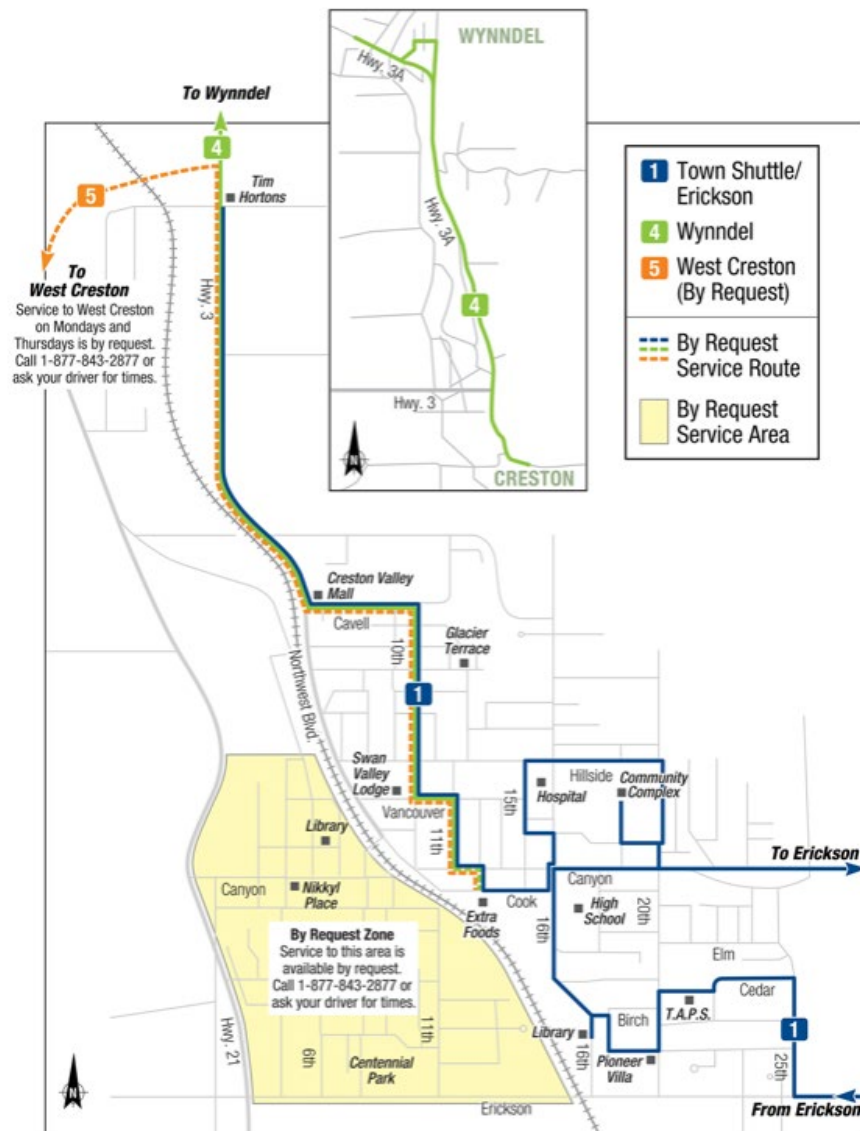 WYNNDEL
Hwy. 3A
Hwy. 3A
4
Hwy. 3
N
CRESTON
To Wynndel
4
5
Tim
Hortons
To
West Creston
Service to West Creston
on Mondays and
Thursdays is by request.
Call 1-877-843-2877 or
ask your driver for times.
Hwy. 3
1 Town Shuttle/
Erickson
4 Wynndel
5 West Creston
(By Request)
By Request
Service Route
By Request
Service Area
Creston Valley
Mall
Cavell
10th
Glacier
Terrace
1
Northwest Blvd.
Swan
Valley
Lodge
Vancouver
11th
15th
Hillside
Hospital
Community
Complex
To Erickson
Library
Canyon
Nikkyl
Place
Canyon
Cook
Extra
Foods
16th
High
School
20th
Elm
By Request Zone
Service to this area is
available by request.
Call 1-877-843-2877 or
ask your driver for times.
Cedar
T.A.P.S.
Birch
Library
16th
Pioneer
Villa
1
25th
Hwy. 21
6th
11th
Centennial
Park
N
Erickson
From Erickson